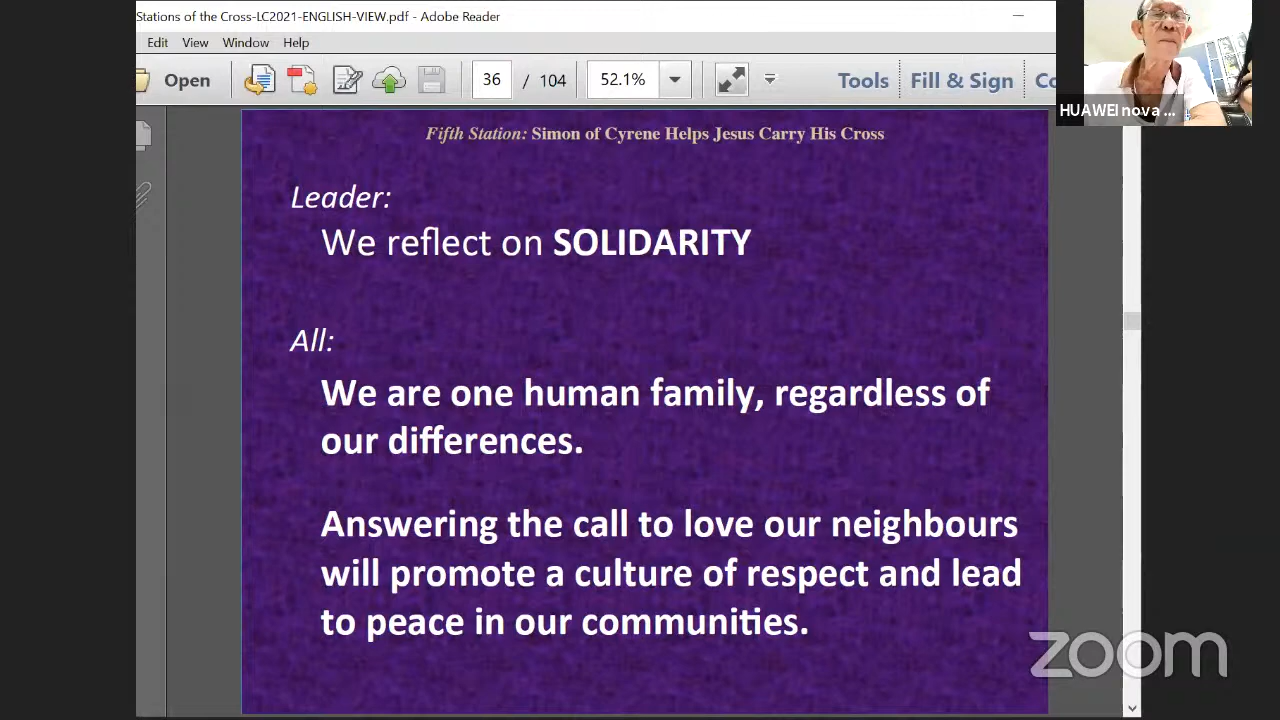 Stations of the Cross-LC2021-ENGLISH-VIEW.pdf - Adobe Reader
Edit View Window Help
Open 36 / 104 52.1% Tools Fill & Sign Co
HUAWEI nova ...
Fifth Station: Simon of Cyrene Helps Jesus Carry His Cross
Leader:
We reflect on SOLIDARITY
All:
We are one human family, regardless of
our differences.
Answering the call to love our neighbours
will promote a culture of respect and lead
to peace in our communities.
zoom